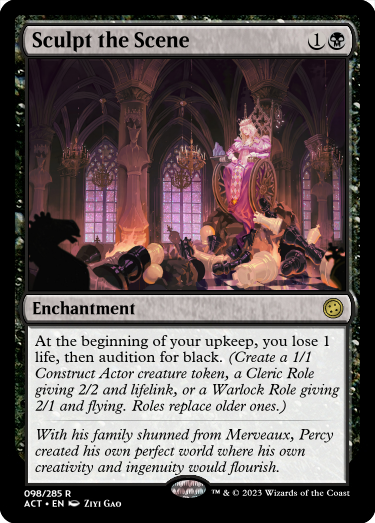 Sculpt the Scene 1
Enchantment
At the beginning of your upkeep, you lose 1
life, then audition for black. (Create a 1/1
Construct Actor creature token, a Cleric Role
giving 2/2 and lifelink, or a Warlock Role giving
2/1 and flying. Roles replace older ones.)
With his family shunned from Merveaux, Percy
created his own perfect world where his own
creativity and ingenuity would flourish.
098/285 R
ACT • EN Ziyi Gao
™ & © 2023 Wizards of the Coast